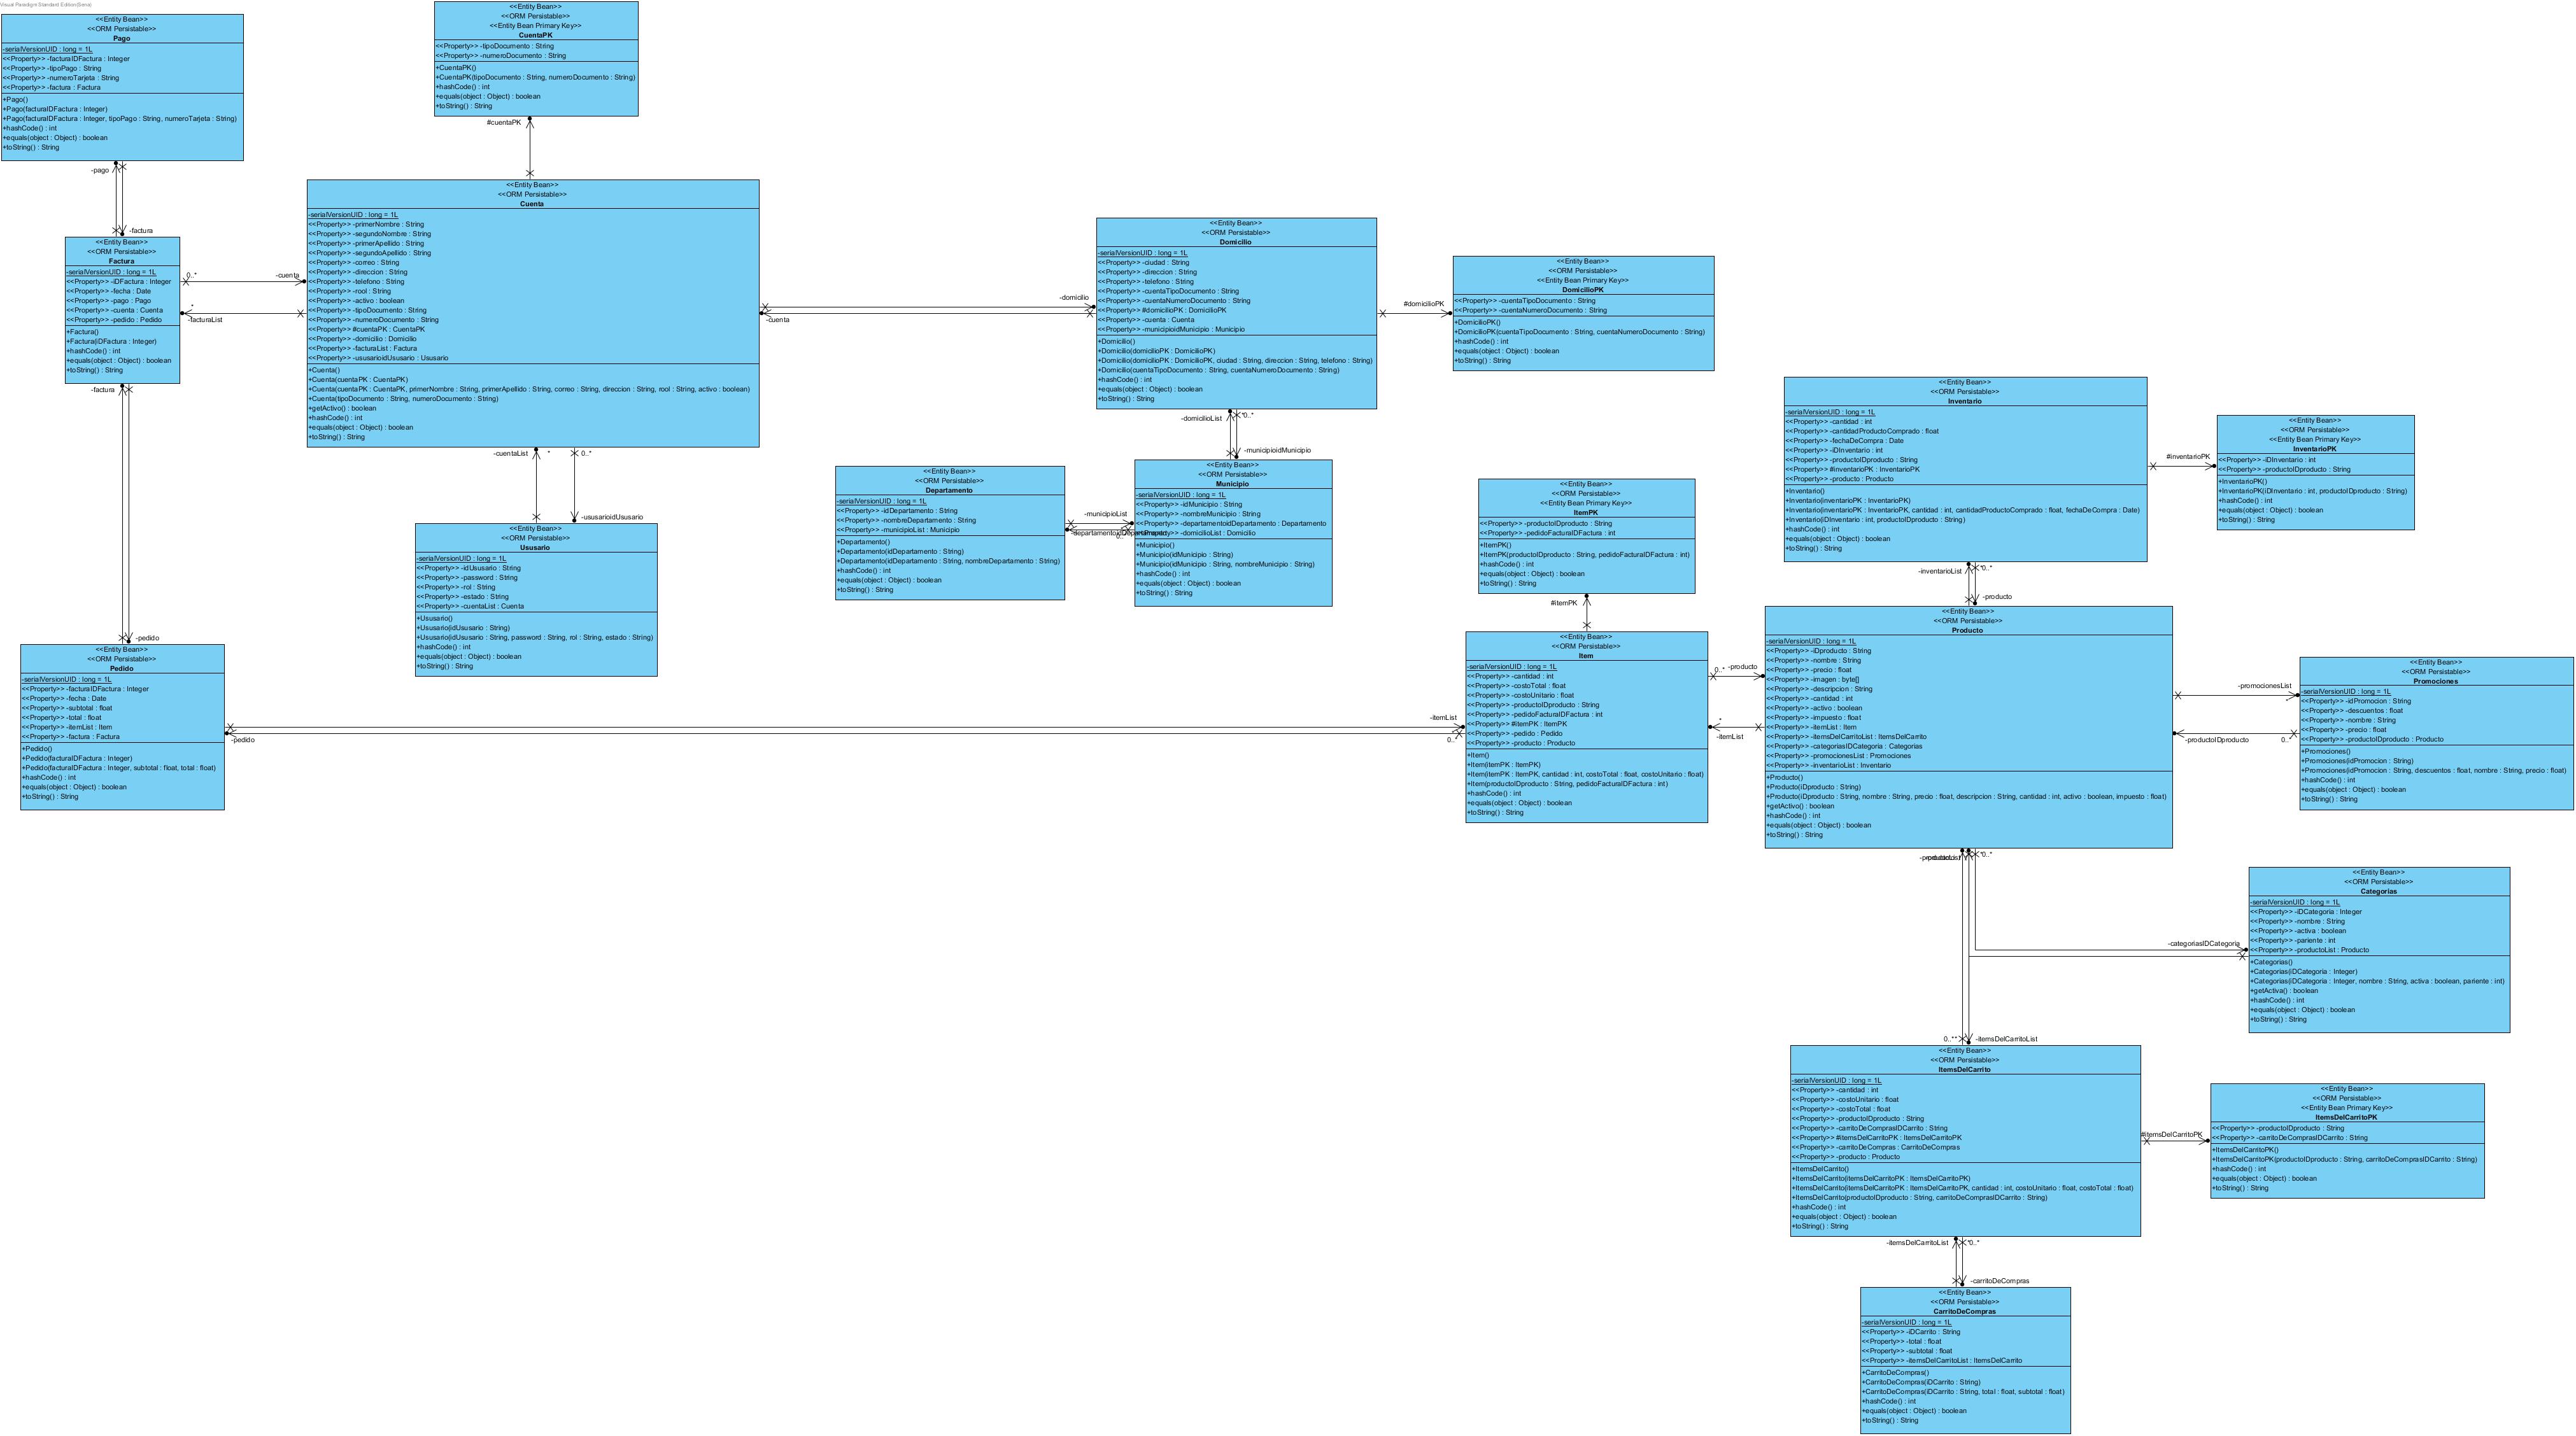 Visual Paradigm Standard Edition(Siena)
<<Entity Bean>>
<<ORM Persistable>>
Pago
-serialVersionUID : long = 1L
<<Property>> -facturaIDFactura : Integer
<<Property>> -tipoPago : String
<<Property>> -numeroTarjeta : String
<<Property>> -factura : Factura
+Pago()
+Pago(facturaIDFactura : Integer)
+Pago(facturaIDFactura : Integer, tipoPago : String, numeroTarjeta : String)
+hashCode() : int
+equals(object : Object) : boolean
+toString() : String
-pago
-factura
<<Entity Bean>>
<<ORM Persistable>>
<<Entity Bean Primary Key>>
CuentaPK
<<Property>> -tipoDocumento : String
<<Property>> -numeroDocumento : String
+CuentaPK()
+CuentaPK(tipoDocumento : String, numeroDocumento : String)
+hashCode() : int
+equals(object : Object) : boolean
+toString() : String
#cuentaPK
<<Entity Bean>>
<<ORM Persistable>>
Factura
-serialVersionUID : long = 1L
<<Property>> -iDFactura : Integer
<<Property>> -fecha : Date
<<Property>> -pago : Pago
<<Property>> -cuenta : Cuenta
<<Property>> -pedido : Pedido
+Factura()
+Factura(iDFactura : Integer)
+hashCode() : int
+equals(object : Object) : boolean
+toString() : String
0..*
-cuenta
*
-facturaList
-factura
-pedido
<<Entity Bean>>
<<ORM Persistable>>
Cuenta
-serialVersionUID : long = 1L
<<Property>> -primerNombre : String
<<Property>> -segundoNombre : String
<<Property>> -primerApellido : String
<<Property>> -segundoApellido : String
<<Property>> -correo : String
<<Property>> -direccion : String
<<Property>> -telefono : String
<<Property>> -rool : String
<<Property>> -activo : boolean
<<Property>> -tipoDocumento : String
<<Property>> -numeroDocumento : String
<<Property>> #cuentaPK : CuentaPK
<<Property>> -domicilio : Domicilio
<<Property>> -facturaList : Factura
<<Property>> -ususarioidUsusario : Ususario
+Cuenta()
+Cuenta(cuentaPK : CuentaPK)
+Cuenta(cuentaPK : CuentaPK, primerNombre : String, primerApellido : String, correo : String, direccion : String, rool : String, activo : boolean)
+Cuenta(tipoDocumento : String, numeroDocumento : String)
+getActivo() : boolean
+hashCode() : int
+equals(object : Object) : boolean
+toString() : String
-domicilio
-cuenta
-cuentaList
*
0..*
-ususarioidUsusario
<<Entity Bean>>
<<ORM Persistable>>
Ususario
-serialVersionUID : long = 1L
<<Property>> -idUsusario : String
<<Property>> -password : String
<<Property>> -rol : String
<<Property>> -estado : String
<<Property>> -cuentaList : Cuenta
+Ususario()
+Ususario(idUsusario : String)
+Ususario(idUsusario : String, password : String, rol : String, estado : String)
+hashCode() : int
+equals(object : Object) : boolean
+toString() : String
<<Entity Bean>>
<<ORM Persistable>>
Domicilio
-serialVersionUID : long = 1L
<<Property>> -ciudad : String
<<Property>> -direccion : String
<<Property>> -telefono : String
<<Property>> -cuentaTipoDocumento : String
<<Property>> -cuentaNumeroDocumento : String
<<Property>> #domicilioPK : DomicilioPK
<<Property>> -cuenta : Cuenta
<<Property>> -municipioidMunicipio : Municipio
+Domicilio()
+Domicilio(domicilioPK : DomicilioPK)
+Domicilio(domicilioPK : DomicilioPK, ciudad : String, direccion : String, telefono : String)
+Domicilio(cuentaTipoDocumento : String, cuentaNumeroDocumento : String)
+hashCode() : int
+equals(object : Object) : boolean
+toString() : String
#domicilioPK
<<Entity Bean>>
<<ORM Persistable>>
<<Entity Bean Primary Key>>
DomicilioPK
<<Property>> -cuentaTipoDocumento : String
<<Property>> -cuentaNumeroDocumento : String
+DomicilioPK()
+DomicilioPK(cuentaTipoDocumento : String, cuentaNumeroDocumento : String)
+hashCode() : int
+equals(object : Object) : boolean
+toString() : String
-domicilioList
*0..*
-municipioidMunicipio
<<Entity Bean>>
<<ORM Persistable>>
Departamento
-serialVersionUID : long = 1L
<<Property>> -idDepartamento : String
<<Property>> -nombreDepartamento : String
<<Property>> -municipioList : Municipio
+Departamento()
+Departamento(idDepartamento : String)
+Departamento(idDepartamento : String, nombreDepartamento : String)
+hashCode() : int
+equals(object : Object) : boolean
+toString() : String
-municipioList
<<Entity Bean>>
<<ORM Persistable>>
Municipio
-serialVersionUID : long = 1L
<<Property>> -idMunicipio : String
<<Property>> -nombreMunicipio : String
<<Property>> -departamentoidDepartamento : Departamento
<<Property>> -domicilioList : Domicilio
+Municipio()
+Municipio(idMunicipio : String)
+Municipio(idMunicipio : String, nombreMunicipio : String)
+hashCode() : int
+equals(object : Object) : boolean
+toString() : String
<<Entity Bean>>
<<ORM Persistable>>
<<Entity Bean Primary Key>>
ItemPK
<<Property>> -productoIDproducto : String
<<Property>> -pedidoFacturaIDFactura : int
+ItemPK()
+ItemPK(productoIDproducto : String, pedidoFacturaIDFactura : int)
+hashCode() : int
+equals(object : Object) : boolean
+toString() : String
#itemPK
<<Entity Bean>>
<<ORM Persistable>>
Inventario
-serialVersionUID : long = 1L
<<Property>> -cantidad : int
<<Property>> -cantidadProductoComprado : float
<<Property>> -fechaDeCompra : Date
<<Property>> -iDInventario : int
<<Property>> -productoIDproducto : String
<<Property>> #inventarioPK : InventarioPK
<<Property>> -producto : Producto
+Inventario()
+Inventario(inventarioPK : InventarioPK)
+Inventario(inventarioPK : InventarioPK, cantidad : int, cantidadProductoComprado : float, fechaDeCompra : Date)
+Inventario(iDInventario : int, productoIDproducto : String)
+hashCode() : int
+equals(object : Object) : boolean
+toString() : String
#inventarioPK
<<Entity Bean>>
<<ORM Persistable>>
<<Entity Bean Primary Key>>
InventarioPK
<<Property>> -iDInventario : int
<<Property>> -productoIDproducto : String
+InventarioPK()
+InventarioPK(iDInventario : int, productoIDproducto : String)
+hashCode() : int
+equals(object : Object) : boolean
+toString() : String
-inventarioList
*0..*
-producto
<<Entity Bean>>
<<ORM Persistable>>
Pedido
-serialVersionUID : long = 1L
<<Property>> -facturaIDFactura : Integer
<<Property>> -fecha : Date
<<Property>> -subtotal : float
<<Property>> -total : float
<<Property>> -itemList : Item
<<Property>> -factura : Factura
+Pedido()
+Pedido(facturaIDFactura : Integer)
+Pedido(facturaIDFactura : Integer, subtotal : float, total : float)
+hashCode() : int
+equals(object : Object) : boolean
+toString() : String
-pedido
-itemList
0..*
<<Entity Bean>>
<<ORM Persistable>>
Item
-serialVersionUID : long = 1L
<<Property>> -cantidad : int
<<Property>> -costoTotal : float
<<Property>> -costoUnitario : float
<<Property>> -productoIDproducto : String
<<Property>> -pedidoFacturaIDFactura : int
<<Property>> #itemPK : ItemPK
<<Property>> -pedido : Pedido
<<Property>> -producto : Producto
+Item()
+Item(itemPK : ItemPK)
+Item(itemPK : ItemPK, cantidad : int, costoTotal : float, costoUnitario : float)
+Item(productoIDproducto : String, pedidoFacturaIDFactura : int)
+hashCode() : int
+equals(object : Object) : boolean
+toString() : String
0..*
-producto
*
-itemList
<<Entity Bean>>
<<ORM Persistable>>
Producto
-serialVersionUID : long = 1L
<<Property>> -iDproducto : String
<<Property>> -nombre : String
<<Property>> -precio : float
<<Property>> -imagen : byte[]
<<Property>> -descripcion : String
<<Property>> -cantidad : int
<<Property>> -activo : boolean
<<Property>> -impuesto : float
<<Property>> -itemList : Item
<<Property>> -itemsDelCarritoList : ItemsDelCarrito
<<Property>> -categoriasIDCategoria : Categorias
<<Property>> -promocionesList : Promociones
<<Property>> -inventarioList : Inventario
+Producto()
+Producto(iDproducto : String)
+Producto(iDproducto : String, nombre : String, precio : float, descripcion : String, cantidad : int, activo : boolean, impuesto : float)
+getActivo() : boolean
+hashCode() : int
+equals(object : Object) : boolean
+toString() : String
-promocionesList
-productoIDproducto
0..*
<<Entity Bean>>
<<ORM Persistable>>
Promociones
-serialVersionUID : long = 1L
<<Property>> -idPromocion : String
<<Property>> -descuentos : float
<<Property>> -nombre : String
<<Property>> -precio : float
<<Property>> -productoIDproducto : Producto
+Promociones()
+Promociones(idPromocion : String)
+Promociones(idPromocion : String, descuentos : float, nombre : String, precio : float)
+hashCode() : int
+equals(object : Object) : boolean
+toString() : String
*0..*
-categoriasIDCategoria
<<Entity Bean>>
<<ORM Persistable>>
Categorias
-serialVersionUID : long = 1L
<<Property>> -iDCategoria : Integer
<<Property>> -nombre : String
<<Property>> -activa : boolean
<<Property>> -pariente : int
<<Property>> -productoList : Producto
+Categorias()
+Categorias(iDCategoria : Integer)
+Categorias(iDCategoria : Integer, nombre : String, activa : boolean, pariente : int)
+getActiva() : boolean
+hashCode() : int
+equals(object : Object) : boolean
+toString() : String
0..**
-itemsDelCarritoList
<<Entity Bean>>
<<ORM Persistable>>
ItemsDelCarrito
-serialVersionUID : long = 1L
<<Property>> -cantidad : int
<<Property>> -costoUnitario : float
<<Property>> -costoTotal : float
<<Property>> -productoIDproducto : String
<<Property>> -carritoDeComprasIDCarrito : String
<<Property>> #itemsDelCarritoPK : ItemsDelCarritoPK
<<Property>> -carritoDeCompras : CarritoDeCompras
<<Property>> -producto : Producto
+ItemsDelCarrito()
+ItemsDelCarrito(itemsDelCarritoPK : ItemsDelCarritoPK)
+ItemsDelCarrito(itemsDelCarritoPK : ItemsDelCarritoPK, cantidad : int, costoUnitario : float, costoTotal : float)
+ItemsDelCarrito(productoIDproducto : String, carritoDeComprasIDCarrito : String)
+hashCode() : int
+equals(object : Object) : boolean
+toString() : String
#itemsDelCarritoPK
<<Entity Bean>>
<<ORM Persistable>>
<<Entity Bean Primary Key>>
ItemsDelCarritoPK
<<Property>> -productoIDproducto : String
<<Property>> -carritoDeComprasIDCarrito : String
+ItemsDelCarritoPK()
+ItemsDelCarritoPK(productoIDproducto : String, carritoDeComprasIDCarrito : String)
+hashCode() : int
+equals(object : Object) : boolean
+toString() : String
-itemsDelCarritoList
*0..*
-carritoDeCompras
<<Entity Bean>>
<<ORM Persistable>>
CarritoDeCompras
-serialVersionUID : long = 1L
<<Property>> -iDCarrito : String
<<Property>> -total : float
<<Property>> -subtotal : float
<<Property>> -itemsDelCarritoList : ItemsDelCarrito
+CarritoDeCompras()
+CarritoDeCompras(iDCarrito : String)
+CarritoDeCompras(iDCarrito : String, total : float, subtotal : float)
+hashCode() : int
+equals(object : Object) : boolean
+toString() : String